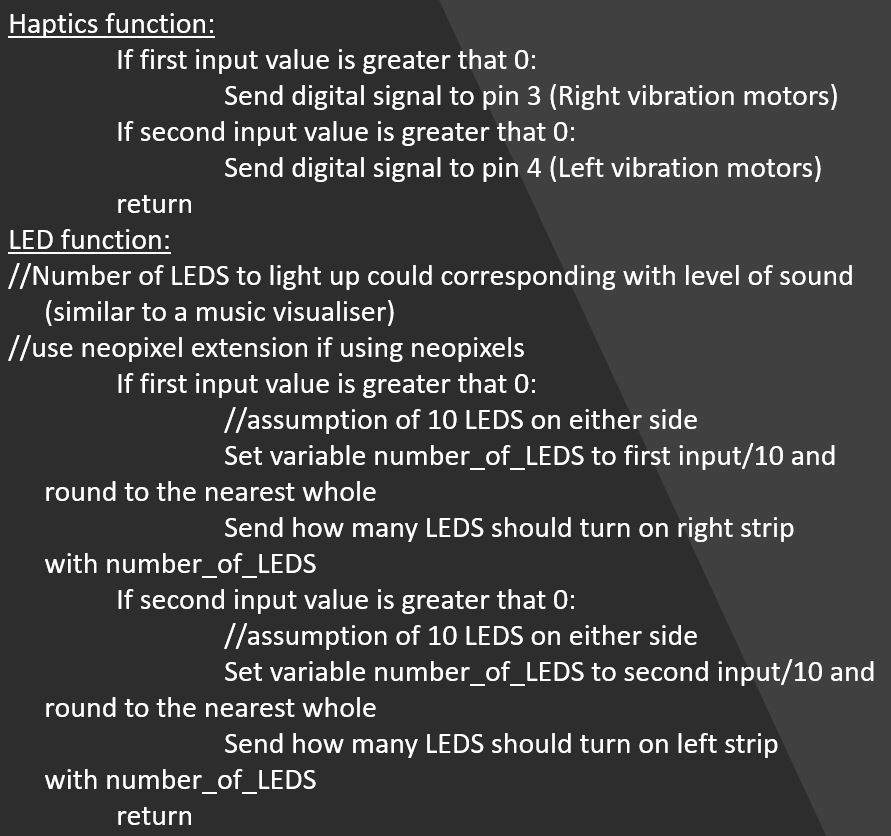 Haptics function:
If first input value is greater that 0:
Send digital signal to pin 3 (Right vibration motors)
If second input value is greater that 0:
Send digital signal to pin 4 (Left vibration motors)
return
LED function:
//Number of LEDS to light up could corresponding with level of sound
(similar to a music visualiser)
//use neopixel extension if using neopixels
If first input value is greater that 0:
//assumption of 10 LEDS on either side
Set variable number_of_LEDS to first input/10 and
round to the nearest whole
Send how many LEDS should turn on right strip
with number_of_LEDS
If second input value is greater that 0:
//assumption of 10 LEDS on either side
Set variable number_of_LEDS to second input/10 and
round to the nearest whole
Send how many LEDS should turn on left strip
with number_of_LEDS
return